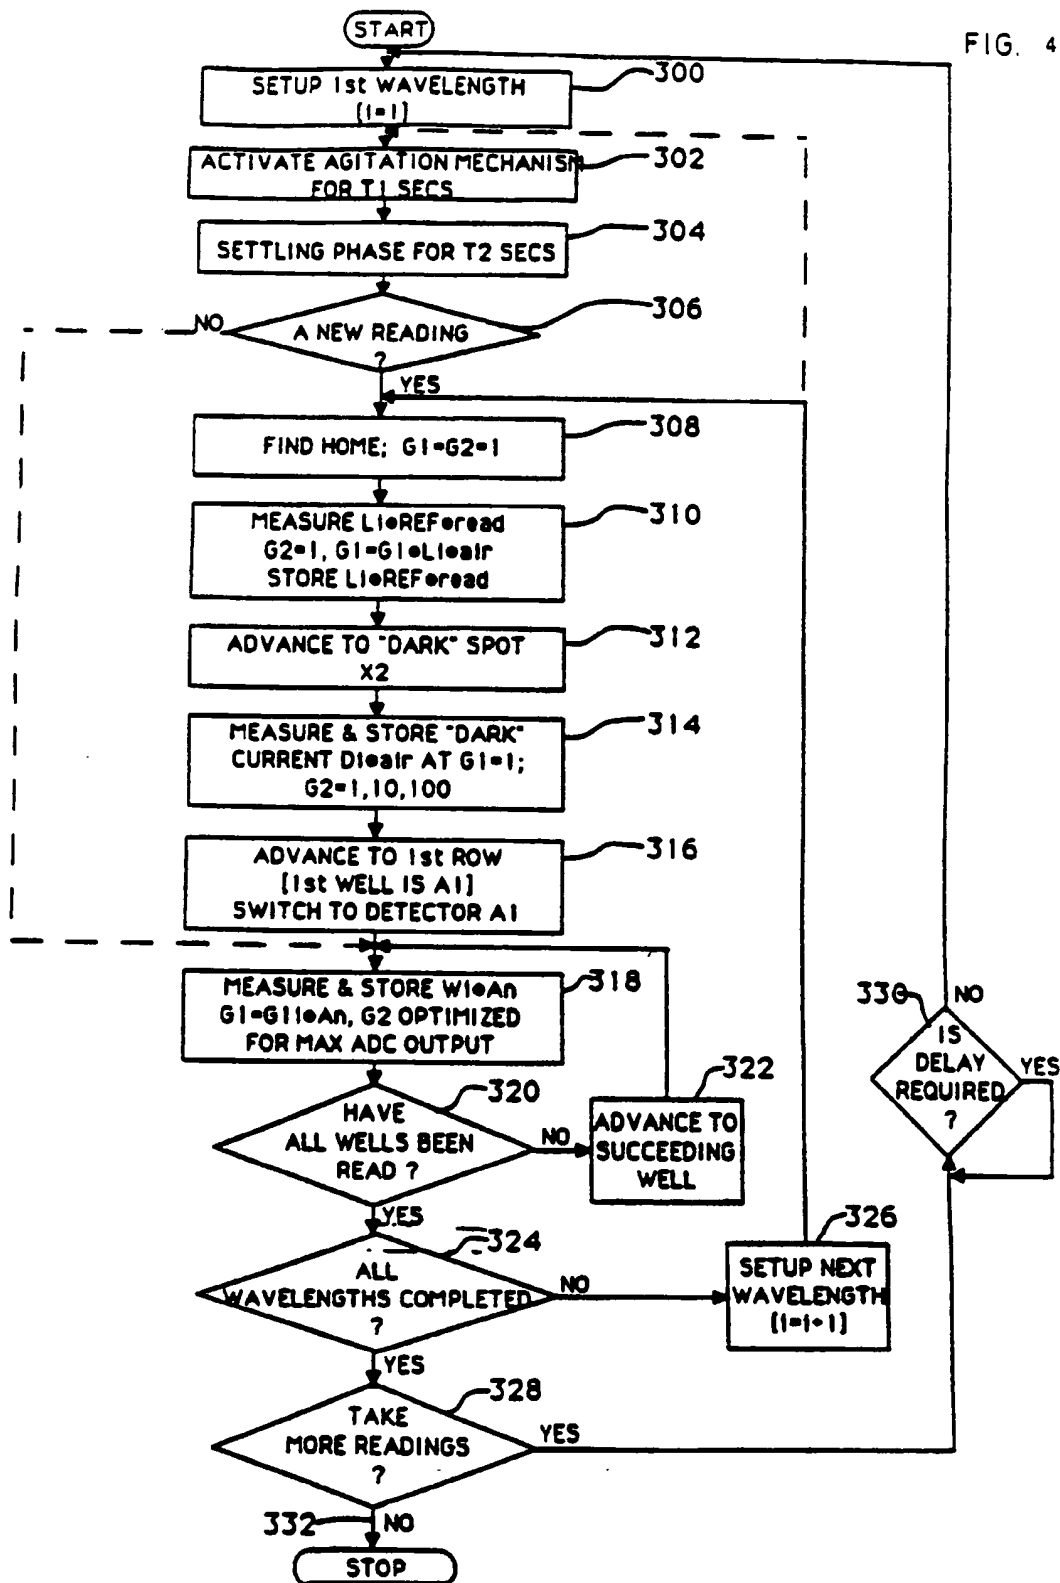 FIG. 4
START
SETUP 1st WAVELENGTH
[i=1]
300
ACTIVATE AGITATION MECHANISM
FOR T1 SECS
302
SETTLING PHASE FOR T2 SECS
304
A NEW READING
?
306
NO
YES
FIND HOME; G1=G2=1
308
MEASURE Li●REF●read
G2=1, G1=G1●Li●air
STORE Li●REF●read
310
ADVANCE TO "DARK" SPOT
X2
312
MEASURE & STORE "DARK"
CURRENT Di●air AT G1=1;
G2=1,10,100
314
ADVANCE TO 1st ROW
[1st WELL IS A1]
SWITCH TO DETECTOR A1
316
MEASURE & STORE Wi●An
G1=G1i●An, G2 OPTIMIZED
FOR MAX ADC OUTPUT
318
HAVE
ALL WELLS BEEN
READ ?
320
NO
YES
ADVANCE TO
SUCCEEDING
WELL
322
ALL
WAVELENGTHS COMPLETED
?
324
NO
YES
SETUP NEXT
WAVELENGTH
[i=i+1]
326
TAKE
MORE READINGS
?
328
YES
IS
DELAY
REQUIRED
?
330
NO
YES
332
NO
STOP